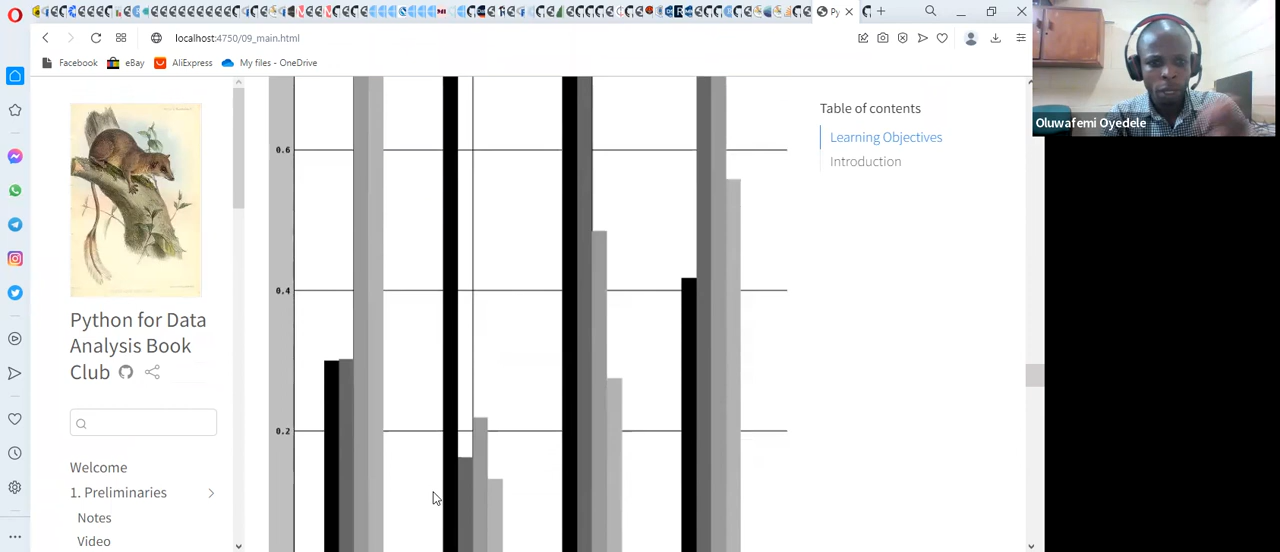 Py
localhost:4750/09_main.html
Facebook
eBay
AliExpress
My files - OneDrive
Python for Data
Analysis Book
Club
Welcome
1. Preliminaries
Notes
Video
0.6
0.4
0.2
Table of contents
Learning Objectives
Introduction
Oluwafemi Oyedele